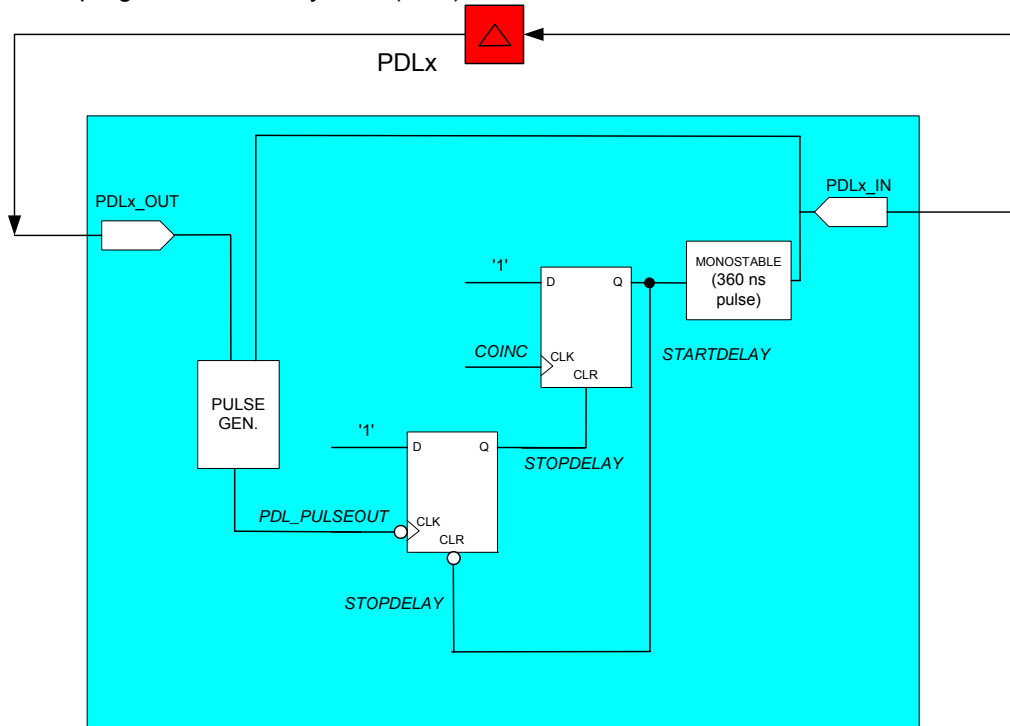 PDLx
PDLx_OUT
PDLx_IN
MONOSTABLE
(360 ns
pulse)
'1'
D
Q
COINC
CLK
CLR
STARTDELAY
PULSE
GEN.
'1'
D
Q
STOPDELAY
PDL_PULSEOUT
CLK
CLR
STOPDELAY